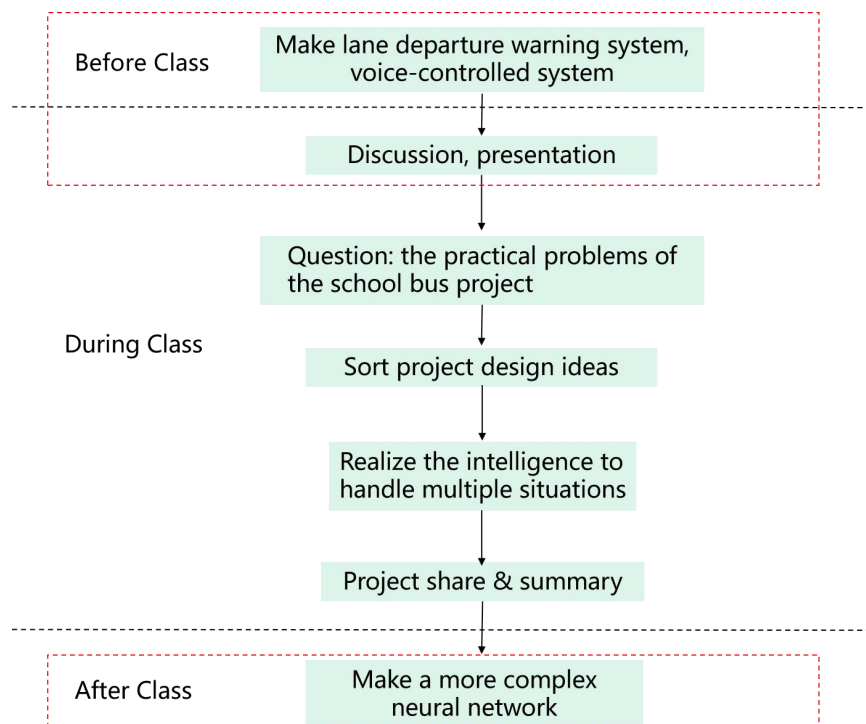 Before Class
Make lane departure warning system,
voice-controlled system
Discussion, presentation
Question: the practical problems of
the school bus project
During Class
Sort project design ideas
Realize the intelligence to
handle multiple situations
Project share & summary
After Class
Make a more complex
neural network